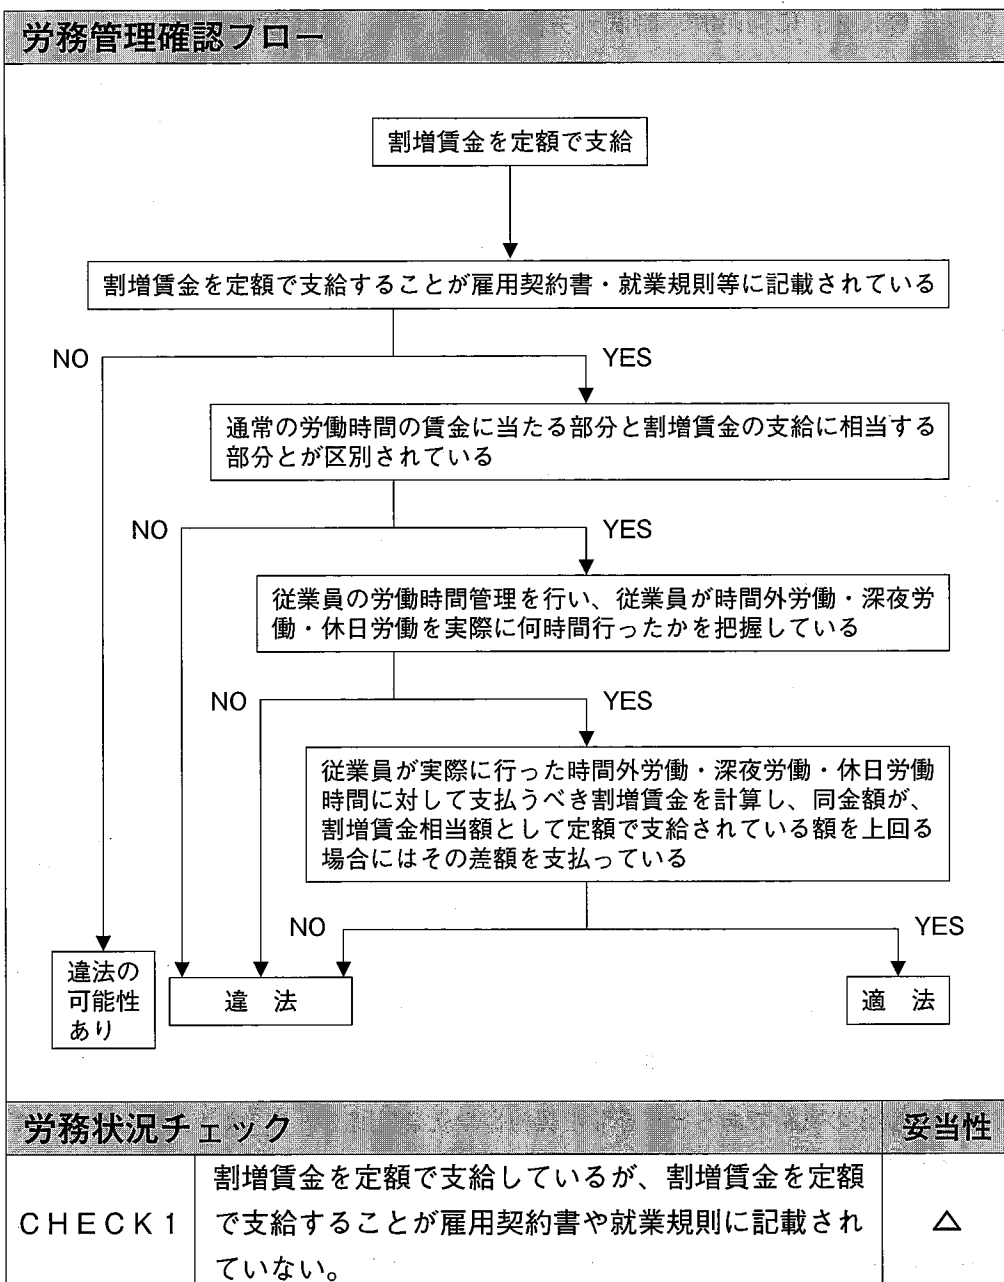 労務管理確認フロー
割増賃金を定額で支給
割増賃金を定額で支給することが雇用契約書・就業規則等に記載されている
NO
YES
通常の労働時間の賃金に当たる部分と割増賃金の支給に相当する
部分とが区別されている
NO
YES
従業員の労働時間管理を行い、従業員が時間外労働・深夜労
働・休日労働を実際に何時間行ったかを把握している
NO
YES
従業員が実際に行った時間外労働・深夜労働・休日労働
時間に対して支払うべき割増賃金を計算し、同金額が、
割増賃金相当額として定額で支給されている額を上回る
場合にはその差額を支払っている
NO
YES
違法の
可能性
あり
違　法
適　法
労務状況チェック
妥当性
CHECK1
割増賃金を定額で支給しているが、割増賃金を定額
で支給することが雇用契約書や就業規則に記載され
ていない。
△